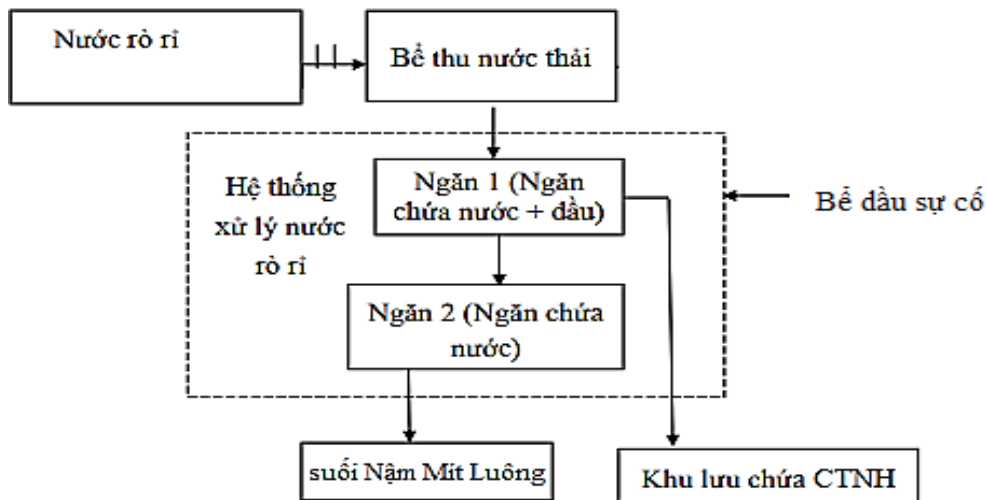 Nước rò rỉ
Bể thu nước thải
Hệ thống
xử lý nước
rò rỉ
Ngăn 1 (Ngăn
chứa nước + dầu)
Bể dầu sự cố
Ngăn 2 (Ngăn chứa
nước)
suối Nậm Mít Luông
Khu lưu chứa CTNH